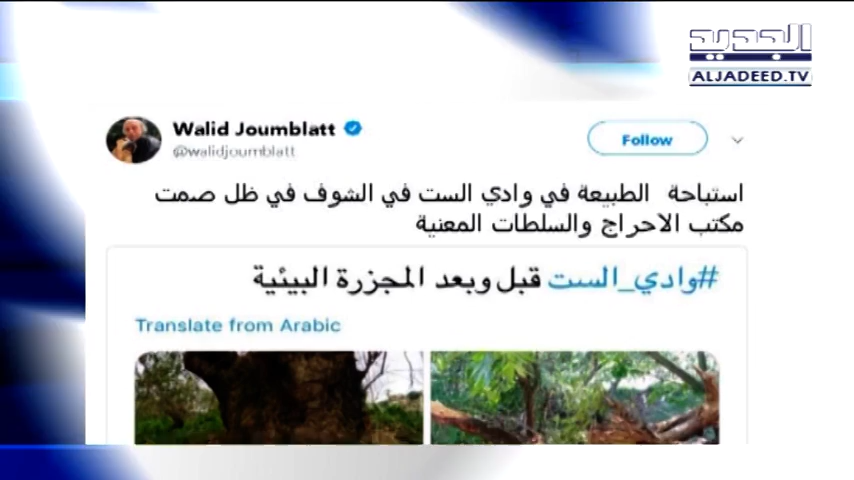 الجديد
ALJADEED.TV
Walid Joumblatt
@walidjoumblatt
Follow
استباحة الطبيعة في وادي الست في الشوف في ظل صمت
مكتب الاحراج والسلطات المعنية
#وادي_الست قبل وبعد المجزرة البيئية
Translate from Arabic